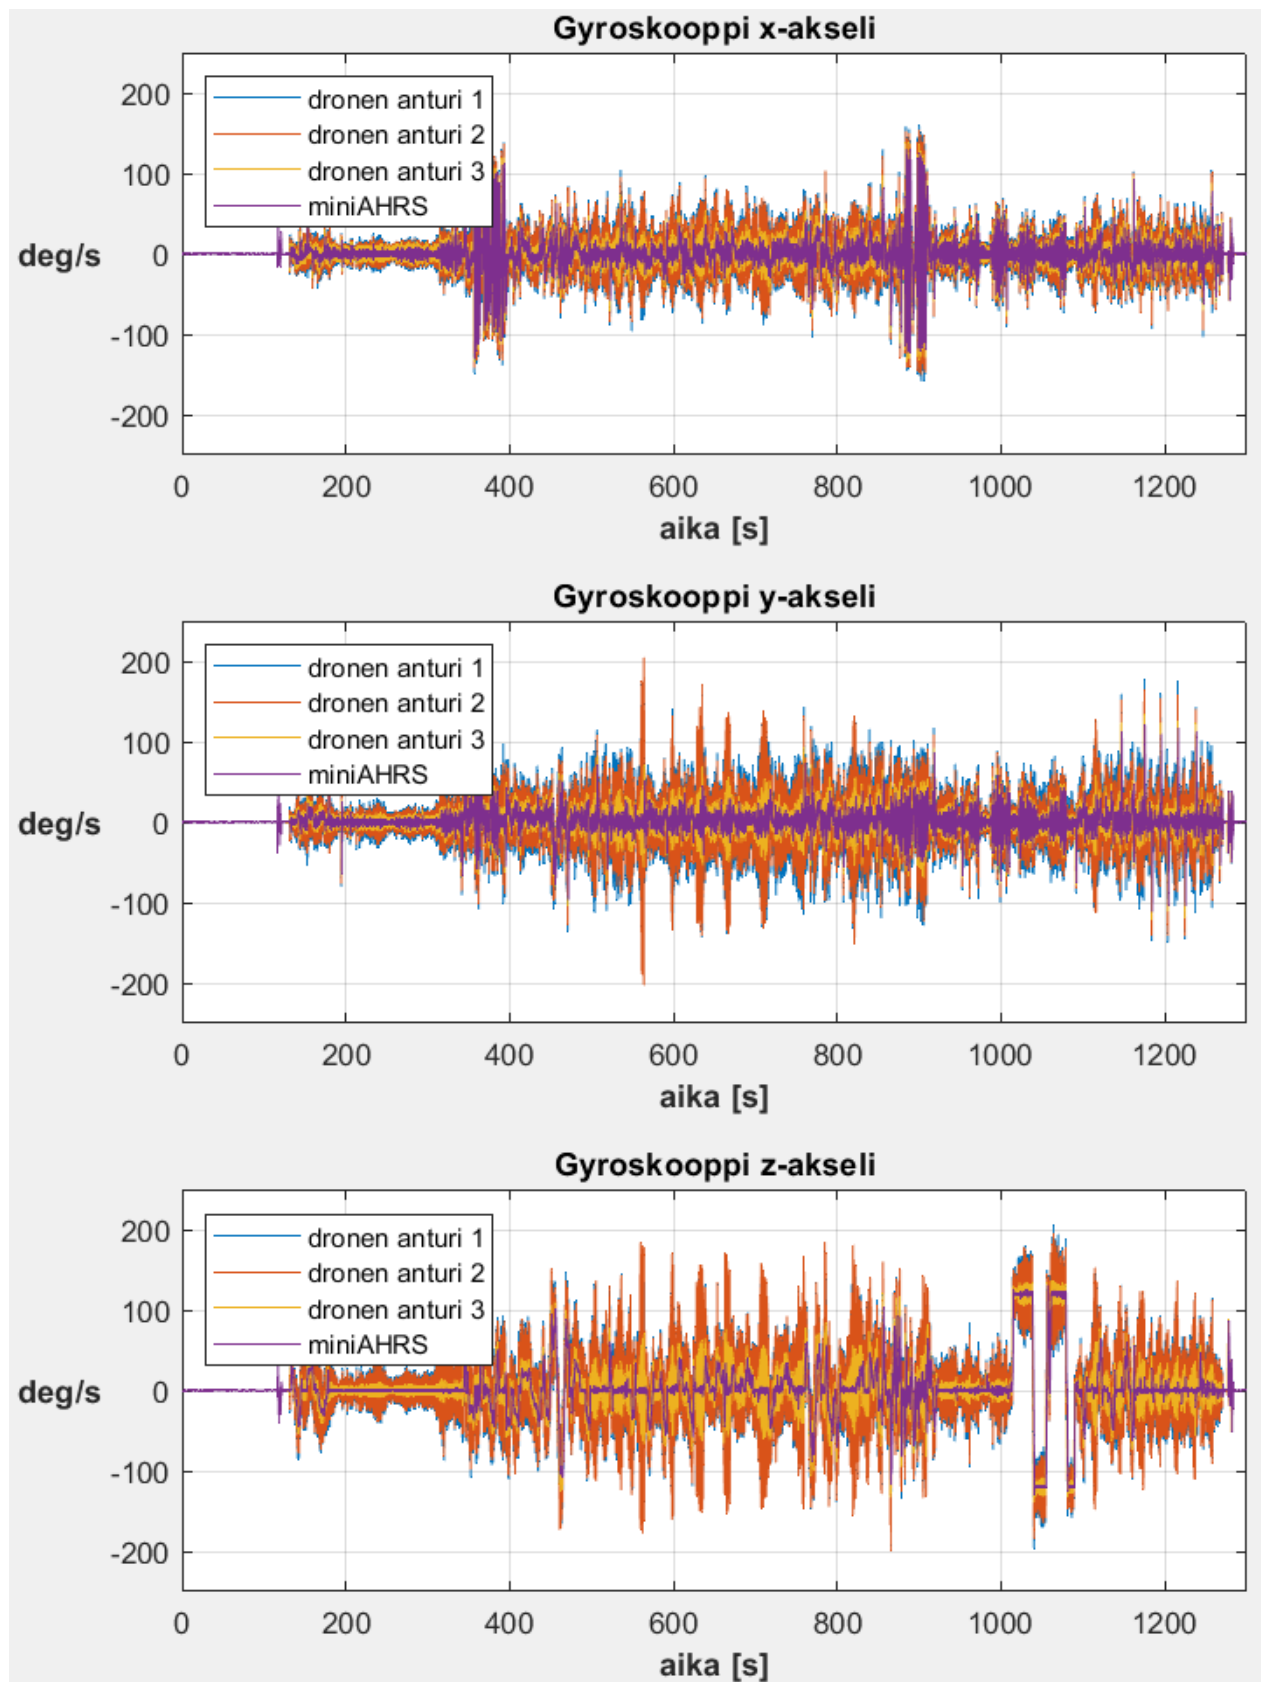 Gyroskooppi x-akseli
200
100
0
-100
-200
deg/s
dronen anturi 1
dronen anturi 2
dronen anturi 3
miniAHRS
0 200 400 600 800 1000 1200
aika [s]
Gyroskooppi y-akseli
200
100
0
-100
-200
deg/s
dronen anturi 1
dronen anturi 2
dronen anturi 3
miniAHRS
0 200 400 600 800 1000 1200
aika [s]
Gyroskooppi z-akseli
200
100
0
-100
-200
deg/s
dronen anturi 1
dronen anturi 2
dronen anturi 3
miniAHRS
0 200 400 600 800 1000 1200
aika [s]